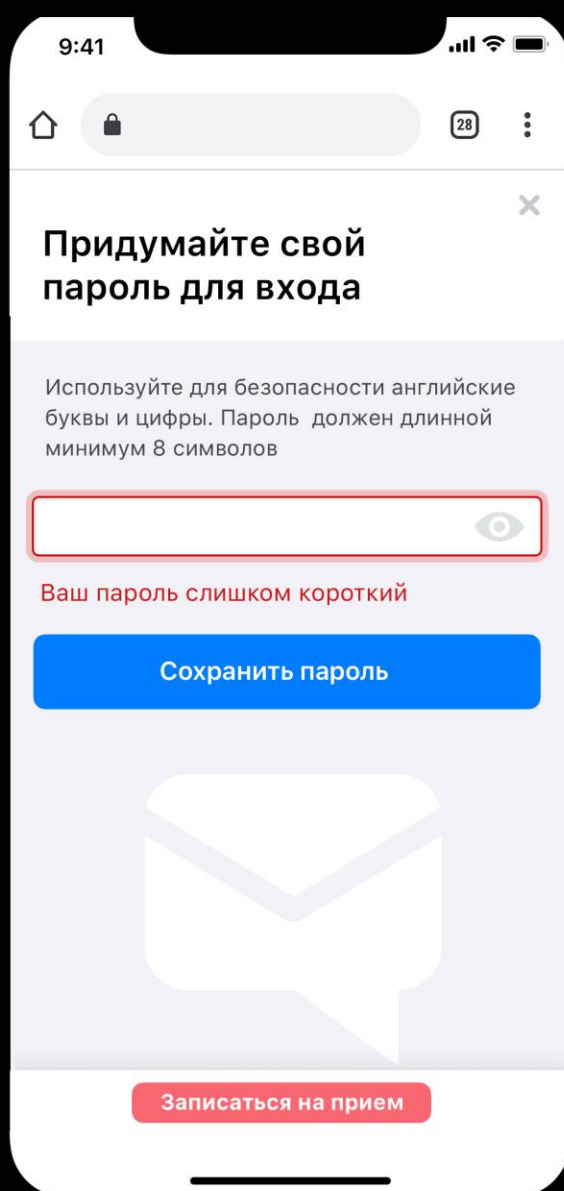 9:41
28
Придумайте свой
пароль для входа
Используйте для безопасности английские
буквы и цифры. Пароль  должен длинной
минимум 8 символов
Ваш пароль слишком короткий
Сохранить пароль
Записаться на прием